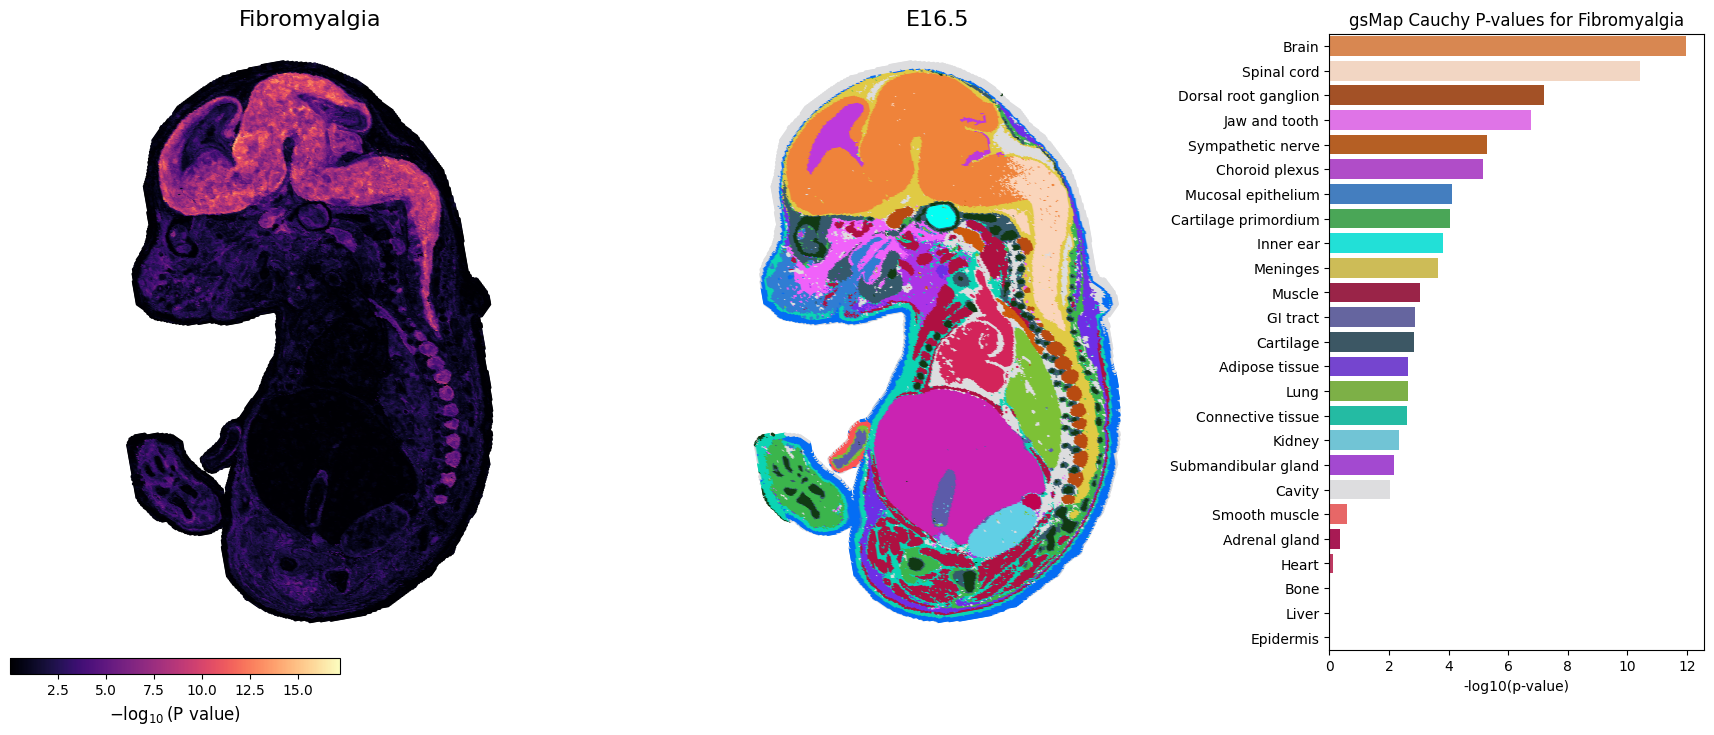 Fibromyalgia
2.5 5.0 7.5 10.0 12.5 15.0
−log10 (P value)
E16.5
gsMap Cauchy P-values for Fibromyalgia
Brain
Spinal cord
Dorsal root ganglion
Jaw and tooth
Sympathetic nerve
Choroid plexus
Mucosal epithelium
Cartilage primordium
Inner ear
Meninges
Muscle
GI tract
Cartilage
Adipose tissue
Lung
Connective tissue
Kidney
Submandibular gland
Cavity
Smooth muscle
Adrenal gland
Heart
Bone
Liver
Epidermis
0 2 4 6 8 10 12
-log10(p-value)